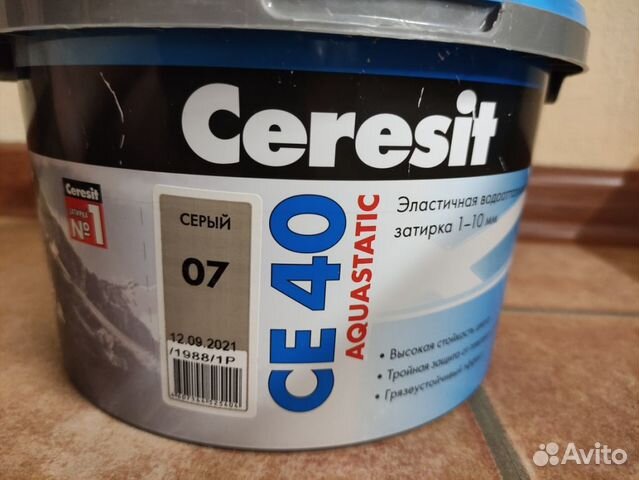 Ceresit
Ceresit
ЗАТИРКА
№1
СЕРЫЙ
07
12.09.2021
/1988/1P
CE 40
AQUASTATIC
Эластичная
затирка 1–10 мм
• Высокая стойкость
• Тройная защита
• Грязеустойчивый
Avito